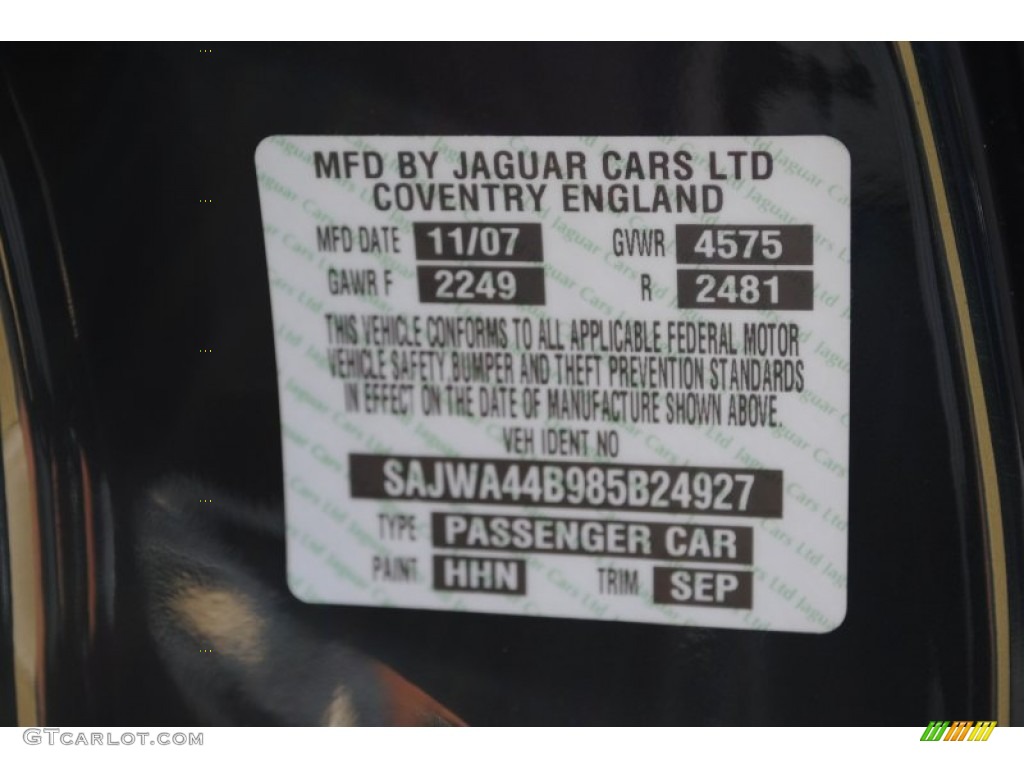 MFD BY JAGUAR CARS LTD
COVENTRY ENGLAND
MFD DATE 11/07 GVWR 4575
GAWR F 2249 R 2481
THIS VEHICLE CONFORMS TO ALL APPLICABLE FEDERAL MOTOR
VEHICLE SAFETY, BUMPER AND THEFT PREVENTION STANDARDS
IN EFFECT ON THE DATE OF MANUFACTURE SHOWN ABOVE.
VEH IDENT NO
SAJWA44B985B24927
TYPE PASSENGER CAR
PAINT HHN TRIM SEP
GTCARLOT.COM